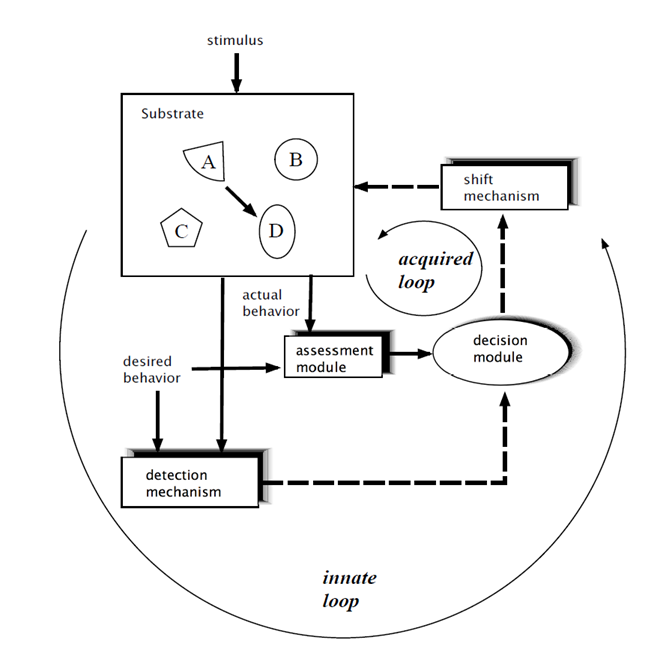 stimulus
Substrate
A
B
C
D
shift
mechanism
acquired
loop
actual
behavior
assessment
module
decision
module
desired
behavior
detection
mechanism
innate
loop